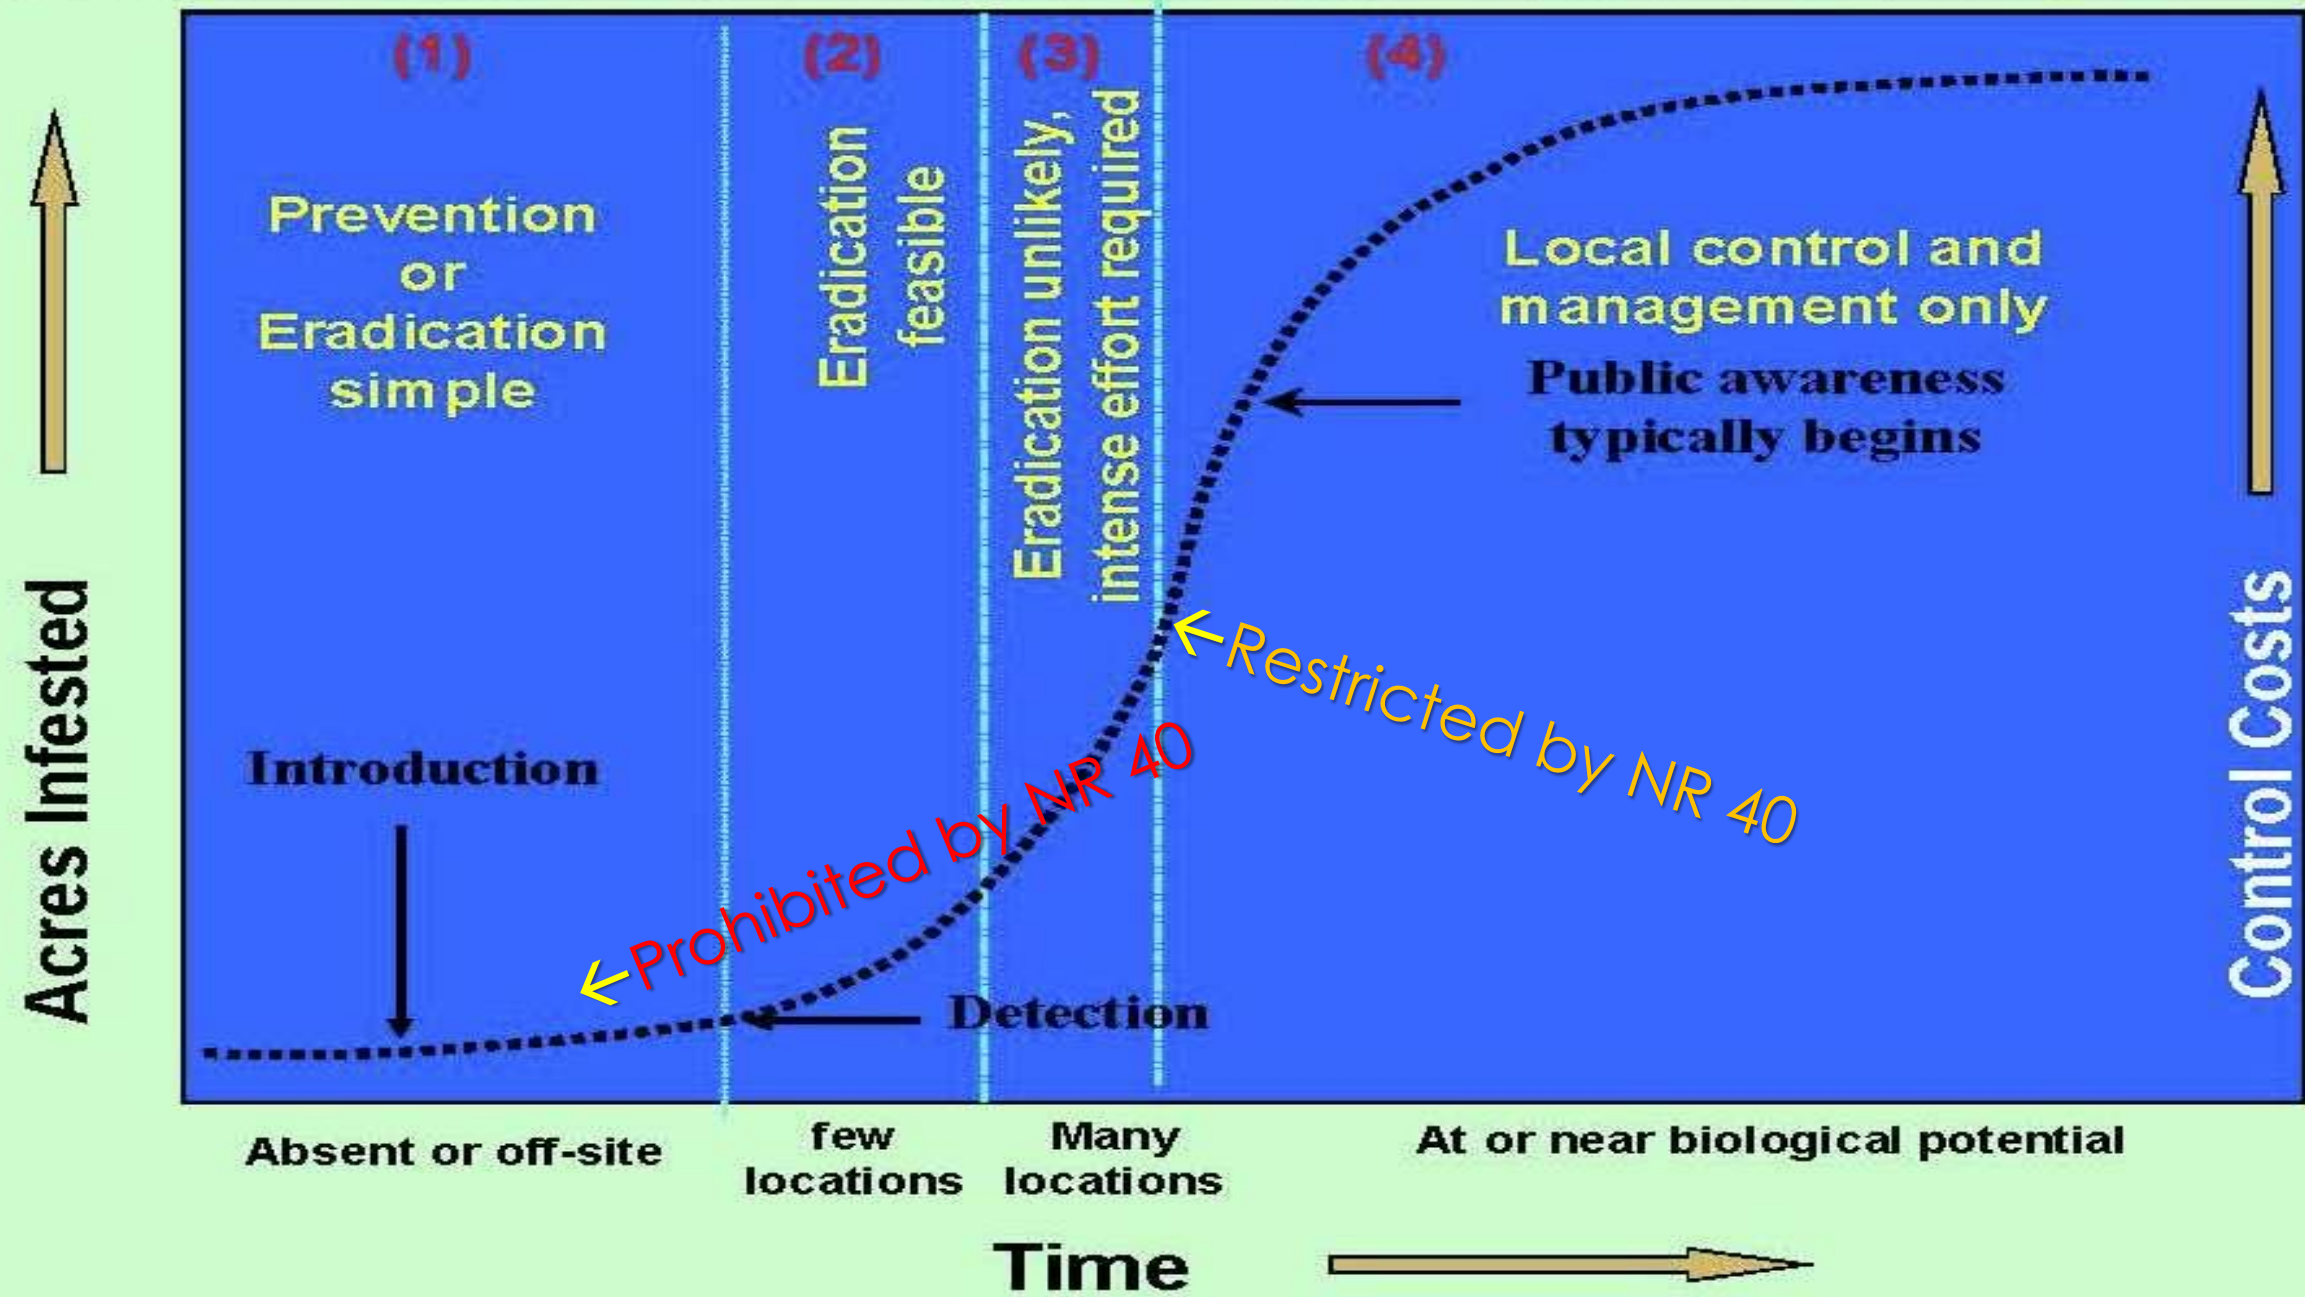 (1)
(2)
(3)
(4)
Prevention
or
Eradication
simple
Eradication
feasible
Eradication unlikely,
intense effort required
Local control and
management only
Public awareness
typically begins
←Restricted by NR 40
←Prohibited by NR 40
Introduction
Detection
Acres Infested
Control Costs
Absent or off-site
few
locations
Many
locations
At or near biological potential
Time